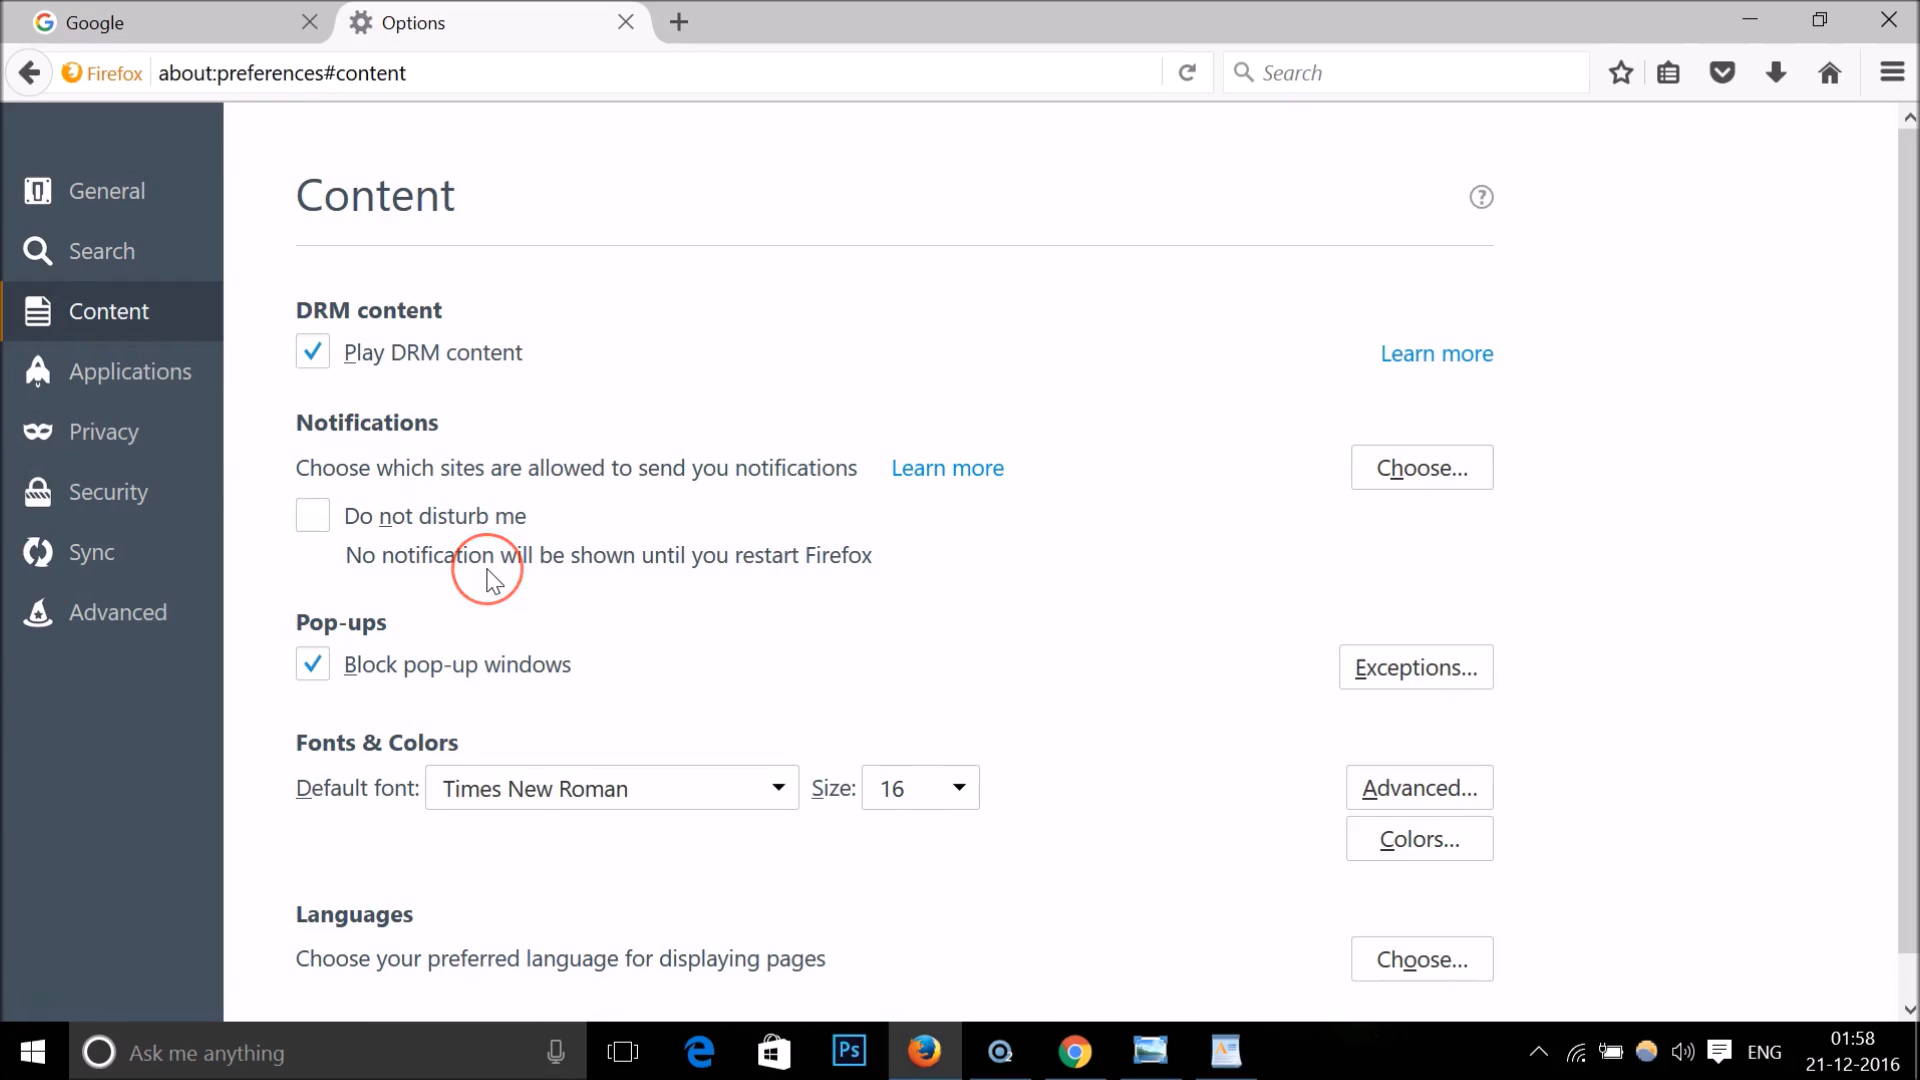 Google
Options
Firefox
about:preferences#content
Search
General
Search
Content
Applications
Privacy
Security
Sync
Advanced
Content
?
DRM content
Play DRM content
Learn more
Notifications
Choose which sites are allowed to send you notifications
Learn more
Choose...
Do not disturb me
No notification will be shown until you restart Firefox
Pop-ups
Block pop-up windows
Exceptions...
Fonts & Colors
Default font:
Times New Roman
Size:
16
Advanced...
Colors...
Languages
Choose your preferred language for displaying pages
Choose...
Ask me anything
Ps
ENG
01:58
21-12-2016